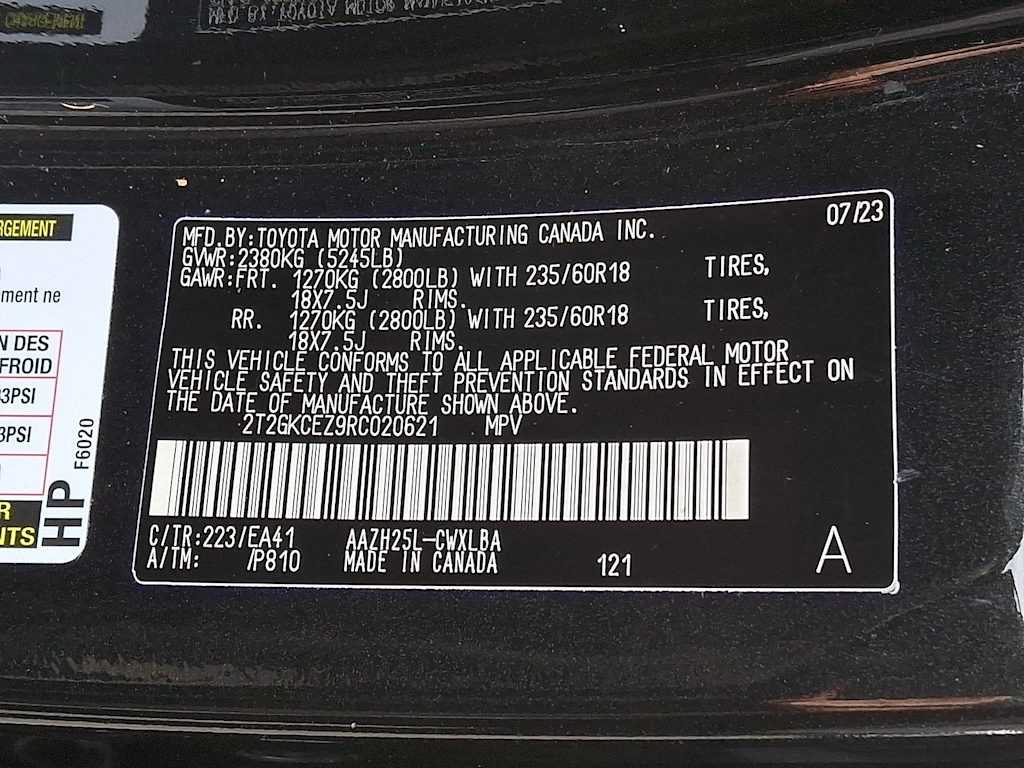 RGEMENT
ment ne
N DES
FROID
3PSI
3PSI
R
NTS
HP
F6020
07/23
MFD.BY:TOYOTA MOTOR MANUFACTURING CANADA INC.
GVWR:2380KG (5245LB)
GAWR:FRT. 1270KG (2800LB) WITH 235/60R18 TIRES,
18X7.5J RIMS.
RR. 1270KG (2800LB) WITH 235/60R18 TIRES,
18X7.5J RIMS.
THIS VEHICLE CONFORMS TO ALL APPLICABLE FEDERAL MOTOR
VEHICLE SAFETY AND THEFT PREVENTION STANDARDS IN EFFECT ON
THE DATE OF MANUFACTURE SHOWN ABOVE.
2T2GKCEZ9RC020621 MPV
C/TR:223/EA41 AAZH25L-CWXLBA
A/TM: /P810 MADE IN CANADA 121
A